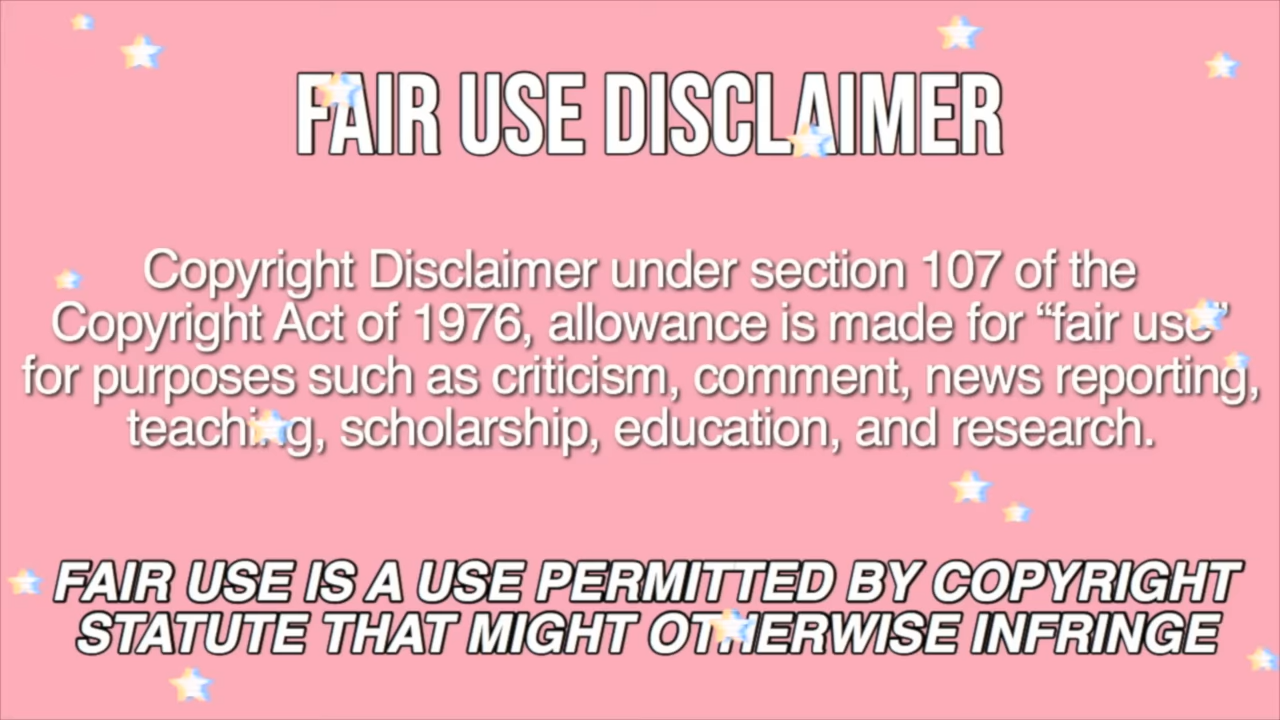 FAIR USE DISCLAIMER
Copyright Disclaimer under section 107 of the
Copyright Act of 1976, allowance is made for “fair use”
for purposes such as criticism, comment, news reporting,
teaching, scholarship, education, and research.
FAIR USE IS A USE PERMITTED BY COPYRIGHT
STATUTE THAT MIGHT OTHERWISE INFRINGE